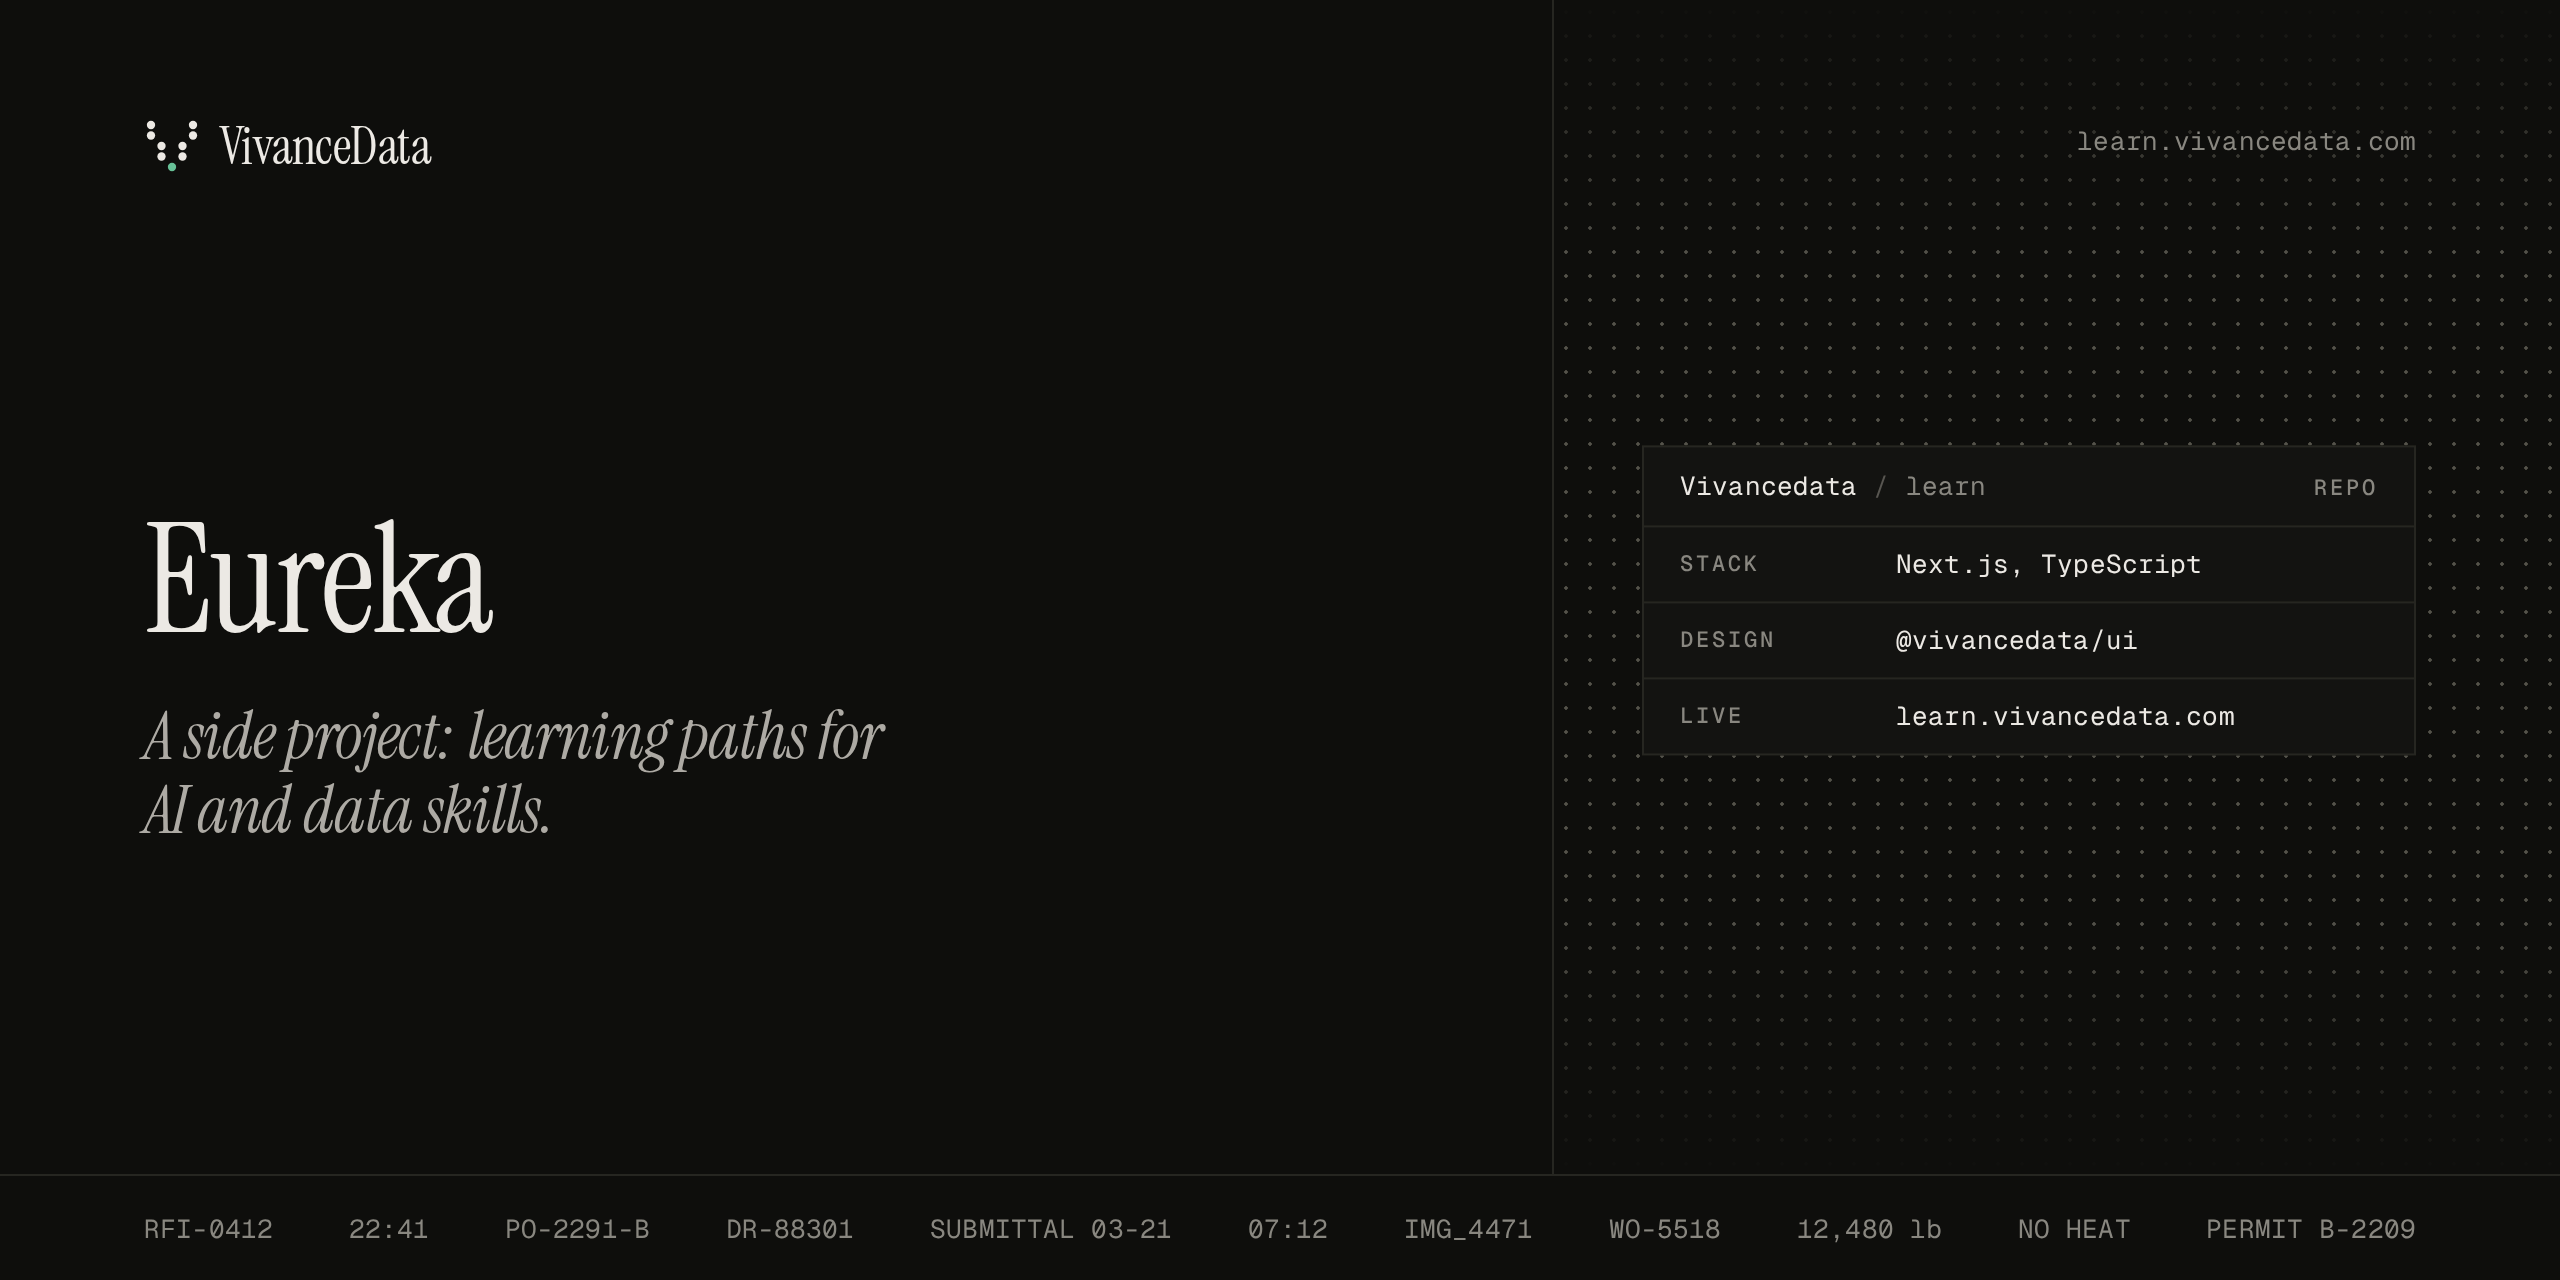 VivanceData
learn.vivancedata.com
Eureka
A side project: learning paths for
AI and data skills.
Vivancedata / learn REPO
STACK Next.js, TypeScript
DESIGN @vivancedata/ui
LIVE learn.vivancedata.com
RFI-0412 22:41 PO-2291-B DR-88301 SUBMITTAL 03-21 07:12 IMG_4471 WO-5518 12,480 lb NO HEAT PERMIT B-2209